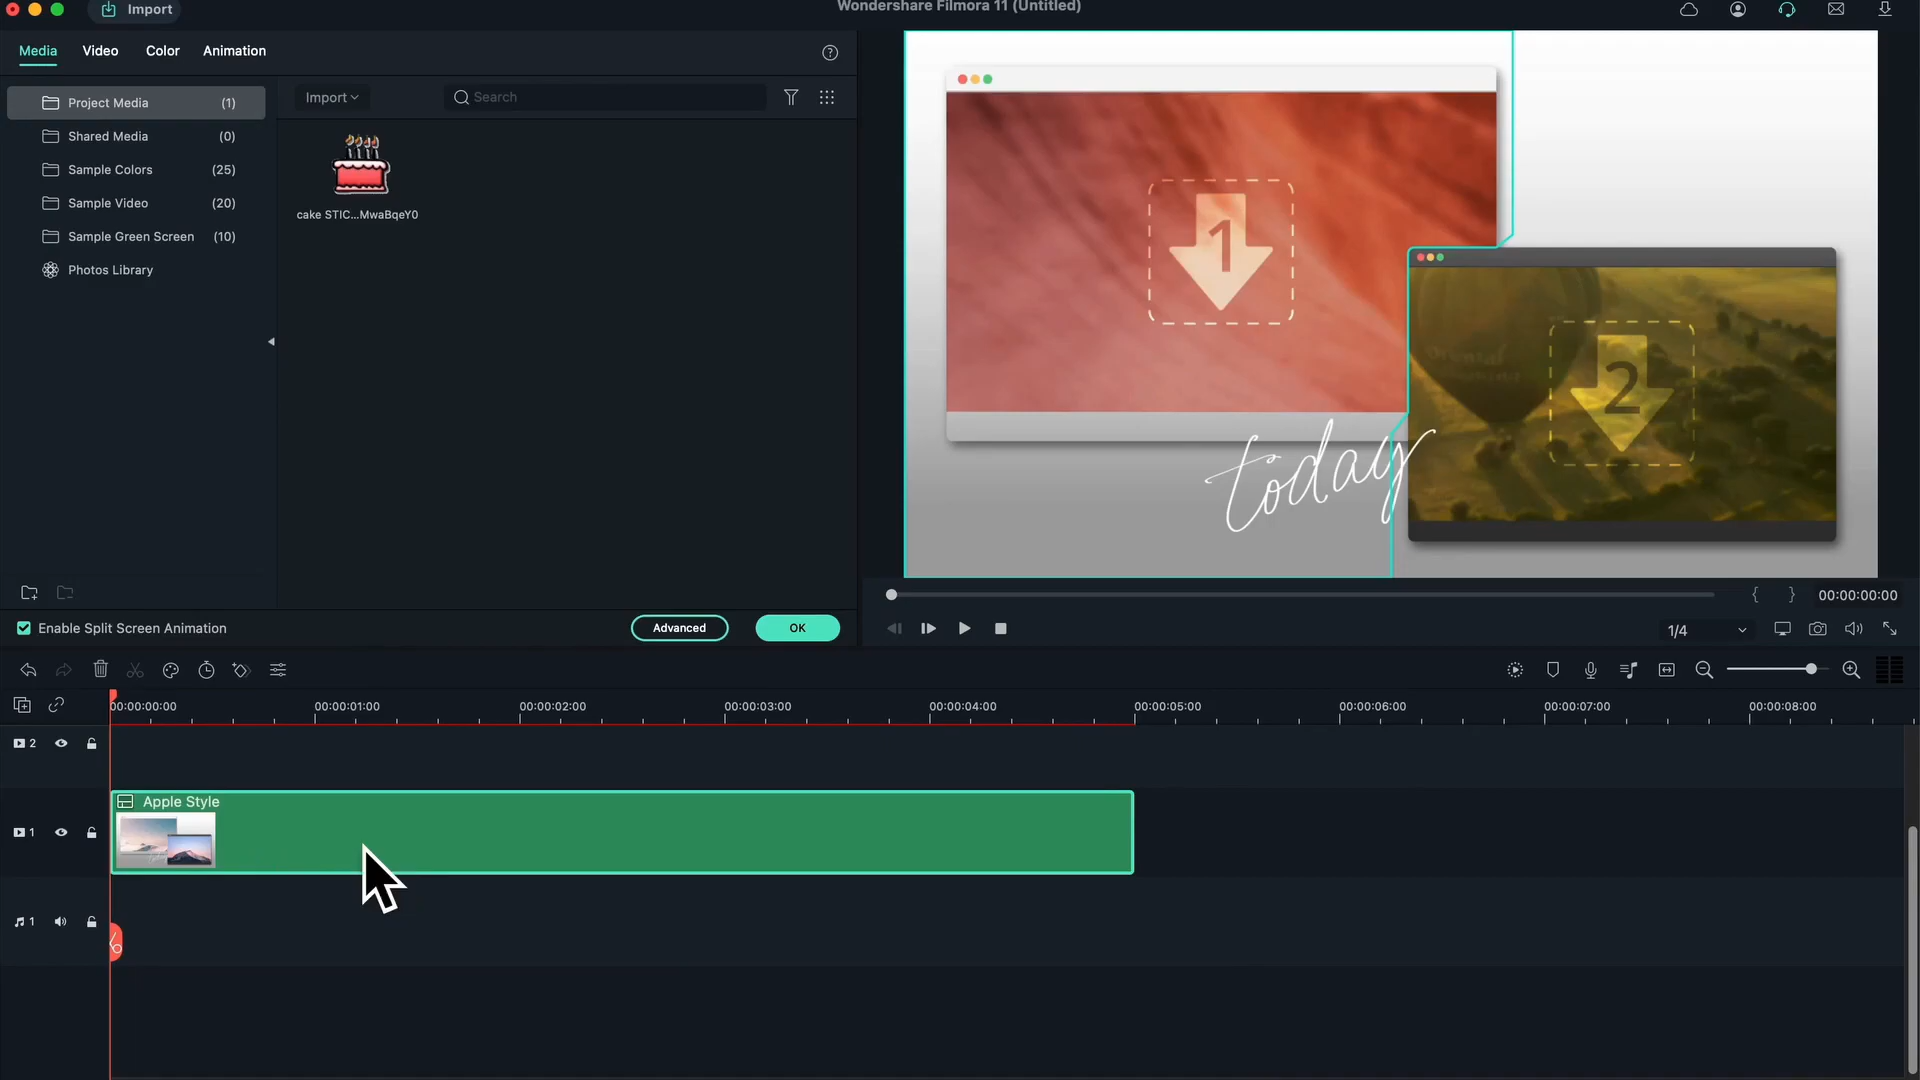 Import
Wondershare Filmora 11 (Untitled)
Media Video Color Animation
Project Media (1)
Shared Media (0)
Sample Colors (25)
Sample Video (20)
Sample Green Screen (10)
Photos Library
Import
Search
cake STIC...MwaBqeY0
Enable Split Screen Animation
Advanced
OK
1
2
today
{ } 00:00:00:00
1/4
00:00:00:00 00:00:01:00 00:00:02:00 00:00:03:00 00:00:04:00 00:00:05:00 00:00:06:00 00:00:07:00 00:00:08:00
2
Apple Style
1
1